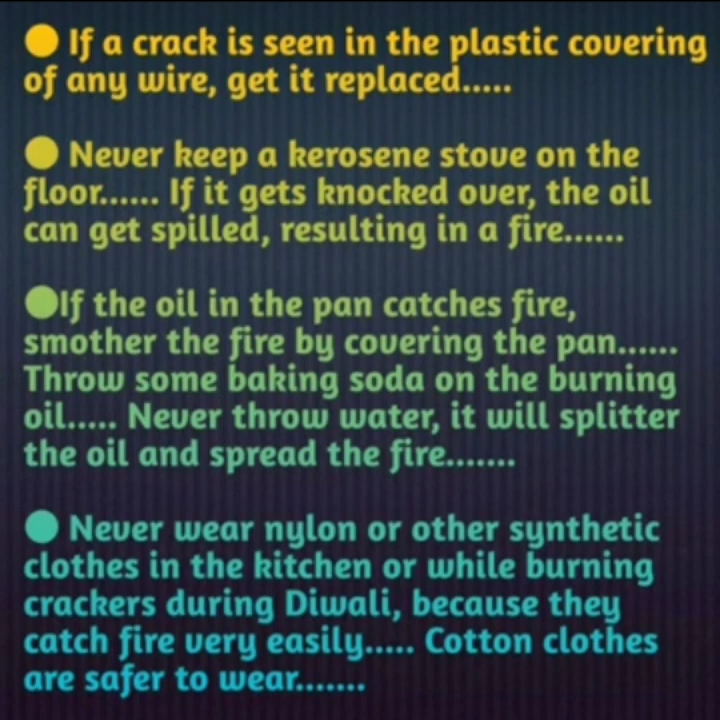 ● If a crack is seen in the plastic covering
of any wire, get it replaced.....
● Never keep a kerosene stove on the
floor...... If it gets knocked over, the oil
can get spilled, resulting in a fire......
●If the oil in the pan catches fire,
smother the fire by covering the pan......
Throw some baking soda on the burning
oil..... Never throw water, it will splitter
the oil and spread the fire.......
● Never wear nylon or other synthetic
clothes in the kitchen or while burning
crackers during Diwali, because they
catch fire very easily..... Cotton clothes
are safer to wear.......